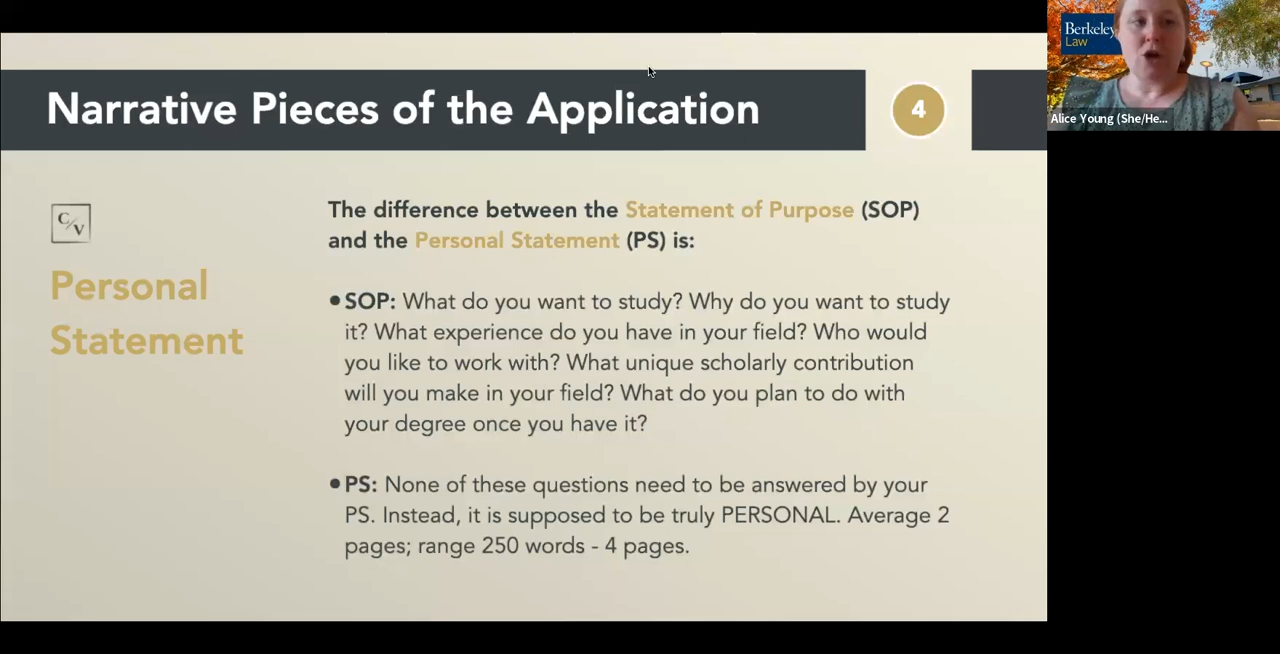 Narrative Pieces of the Application
4
C/V
Personal
Statement
The difference between the Statement of Purpose (SOP)
and the Personal Statement (PS) is:
• SOP: What do you want to study? Why do you want to study
it? What experience do you have in your field? Who would
you like to work with? What unique scholarly contribution
will you make in your field? What do you plan to do with
your degree once you have it?
• PS: None of these questions need to be answered by your
PS. Instead, it is supposed to be truly PERSONAL. Average 2
pages; range 250 words - 4 pages.
Berkeley
Law
Alice Young (She/He...